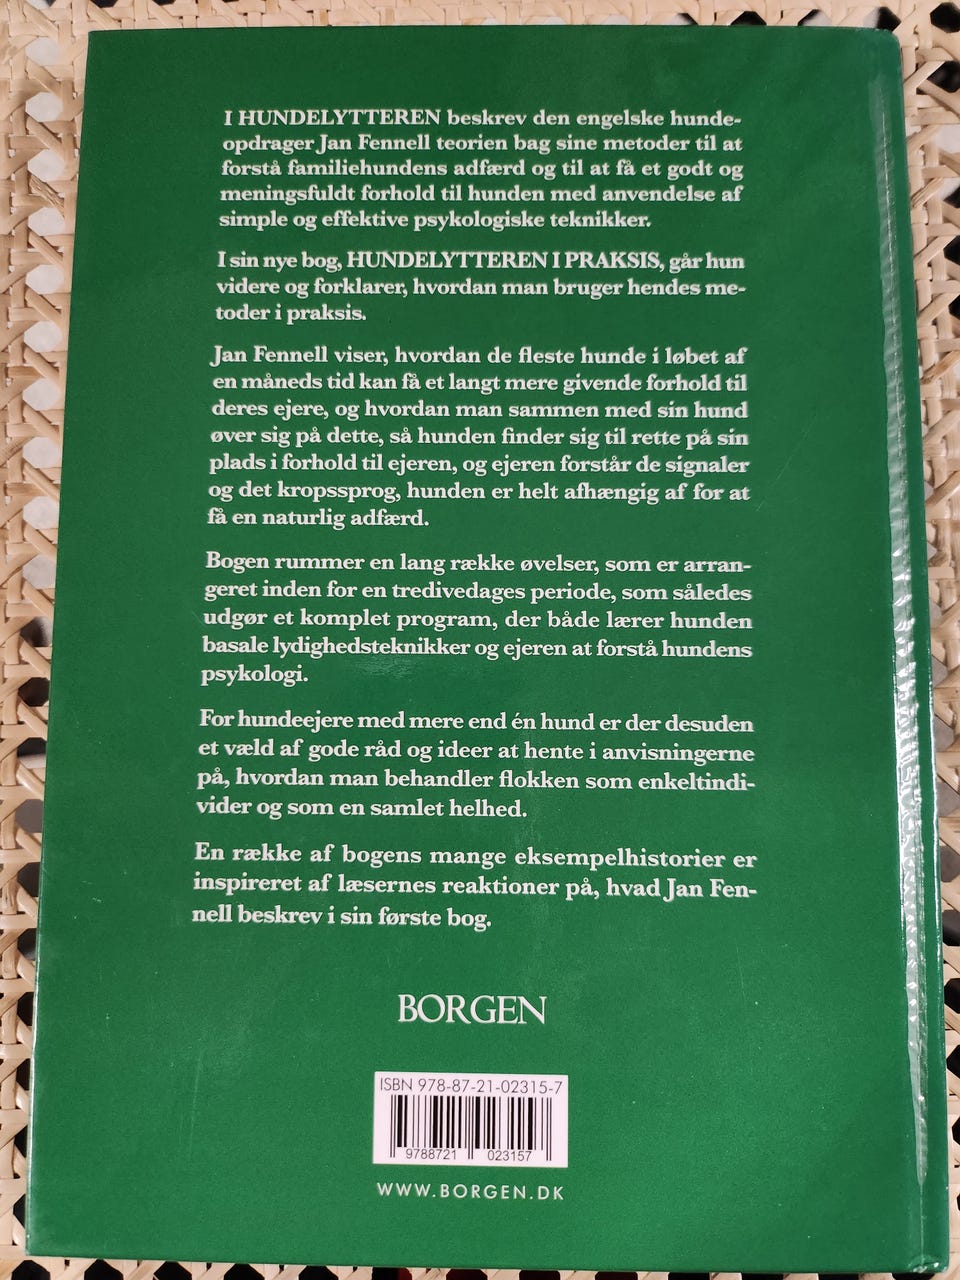 I HUNDELYTTEREN beskrev den engelske hunde-
opdrager Jan Fennell teorien bag sine metoder til at
forstå familiehundens adfærd og til at få et godt og
meningsfuldt forhold til hunden med anvendelse af
simple og effektive psykologiske teknikker.
I sin nye bog, HUNDELYTTEREN I PRAKSIS, går hun
videre og forklarer, hvordan man bruger hendes me-
toder i praksis.
Jan Fennell viser, hvordan de fleste hunde i løbet af
en måneds tid kan få et langt mere givende forhold til
deres ejere, og hvordan man sammen med sin hund
øver sig på dette, så hunden finder sig til rette på sin
plads i forhold til ejeren, og ejeren forstår de signaler
og det kropssprog, hunden er helt afhængig af for at
få en naturlig adfærd.
Bogen rummer en lang række øvelser, som er arran-
geret inden for en tredivedages periode, som således
udgør et komplet program, der både lærer hunden
basale lydighedsteknikker og ejeren at forstå hundens
psykologi.
For hundeejere med mere end én hund er der desuden
et væld af gode råd og ideer at hente i anvisningerne
på, hvordan man behandler flokken som enkeltindi-
vider og som en samlet helhed.
En række af bogens mange eksempelhistorier er
inspireret af læsernes reaktioner på, hvad Jan Fen-
nell beskrev i sin første bog.
BORGEN
ISBN 978-87-21-02315-7
9788721 023157
WWW.BORGEN.DK